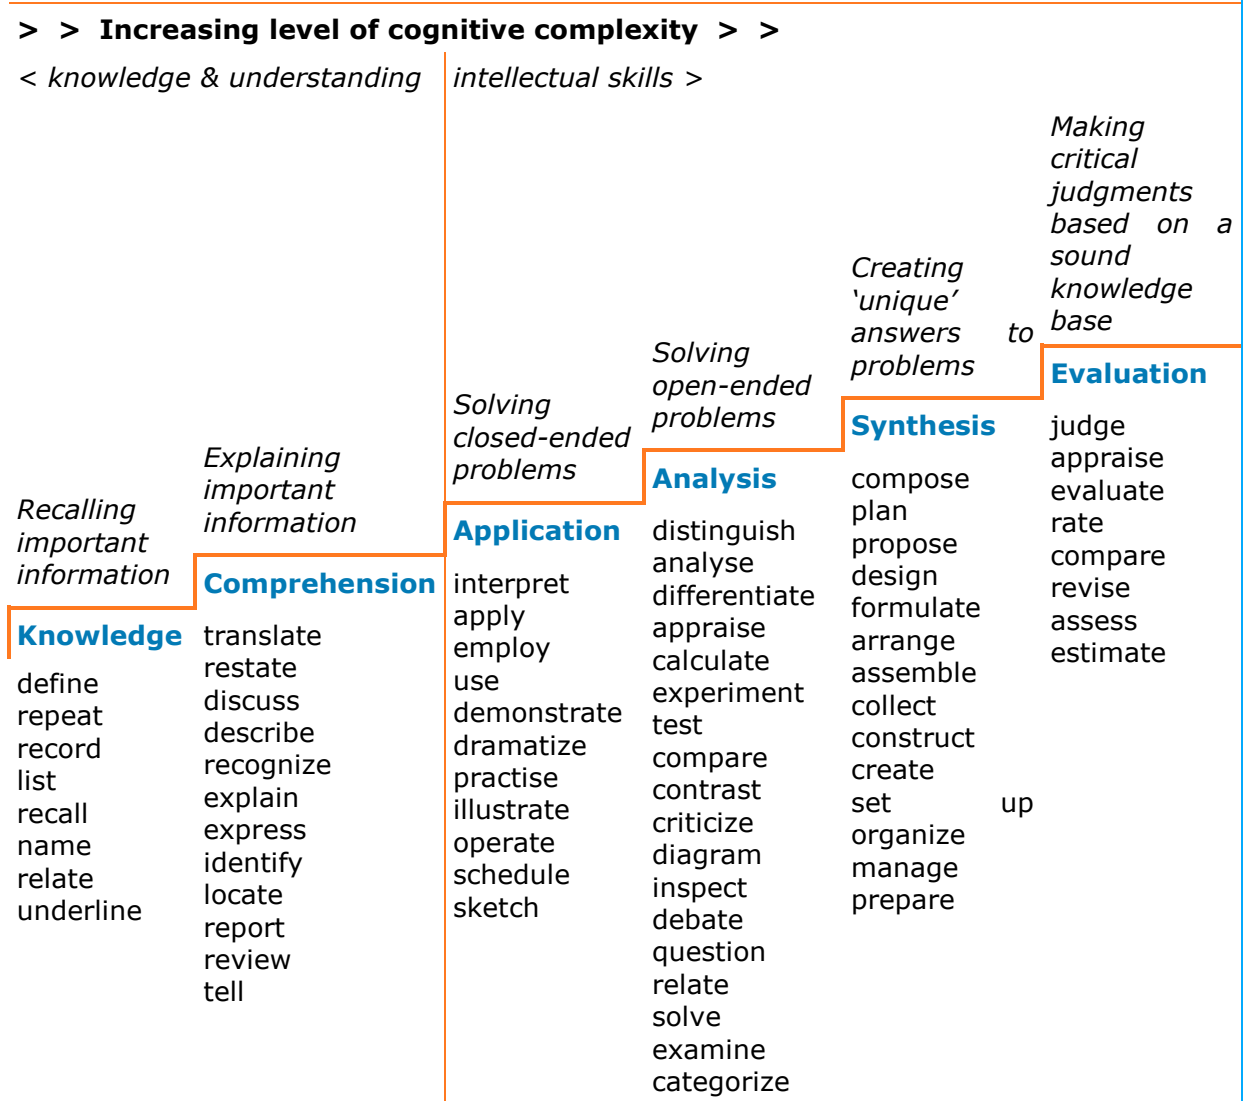 > > Increasing level of cognitive complexity > >
< knowledge & understanding
intellectual skills >
Recalling
important
information
Knowledge
define
repeat
record
list
recall
name
relate
underline
Explaining
important
information
Comprehension
translate
restate
discuss
describe
recognize
explain
express
identify
locate
report
review
tell
Solving
closed-ended
problems
Application
interpret
apply
employ
use
demonstrate
dramatize
practise
illustrate
operate
schedule
sketch
Solving
open-ended
problems
Analysis
distinguish
analyse
differentiate
appraise
calculate
experiment
test
compare
contrast
criticize
diagram
inspect
debate
question
relate
solve
examine
categorize
Creating
‘unique’
answers to
problems
Synthesis
compose
plan
propose
design
formulate
arrange
assemble
collect
construct
create
set up
organize
manage
prepare
Making
critical
judgments
based on a
sound
knowledge
base
Evaluation
judge
appraise
evaluate
rate
compare
revise
assess
estimate